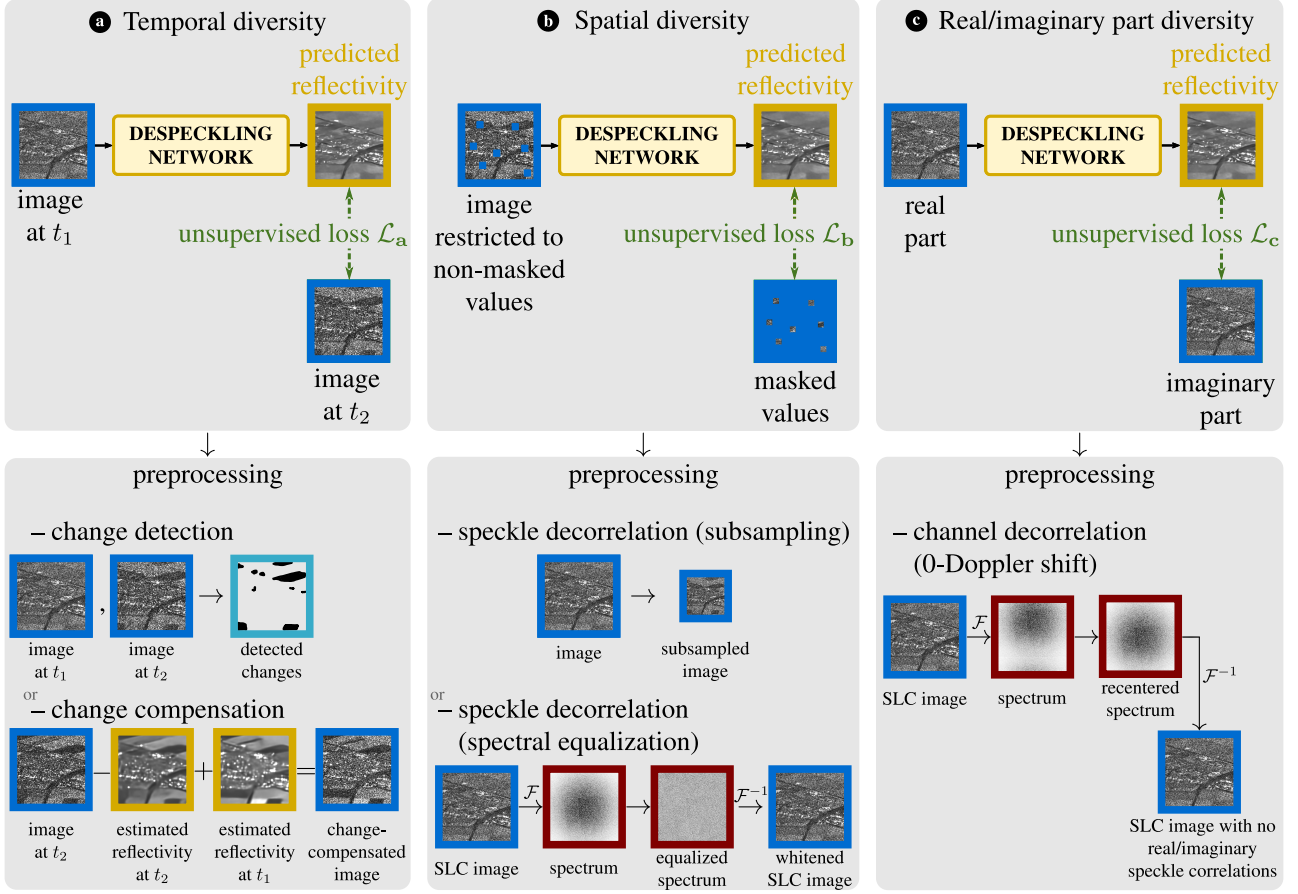 a Temporal diversity
predicted
reflectivity
DESPECKLING
NETWORK
image
at t₁
unsupervised loss ℒa
image
at t₂
b Spatial diversity
predicted
reflectivity
DESPECKLING
NETWORK
image
restricted to
non-masked
values
unsupervised loss ℒb
masked
values
c Real/imaginary part diversity
predicted
reflectivity
DESPECKLING
NETWORK
real
part
unsupervised loss ℒc
imaginary
part
preprocessing
– change detection
, →
image
at t₁
image
at t₂
detected
changes
or
– change compensation
− + =
image
at t₂
estimated
reflectivity
at t₂
estimated
reflectivity
at t₁
change-
compensated
image
preprocessing
– speckle decorrelation (subsampling)
→
image
subsampled
image
or
– speckle decorrelation
(spectral equalization)
ℱ
ℱ⁻¹
SLC image
spectrum
equalized
spectrum
whitened
SLC image
preprocessing
– channel decorrelation
(0-Doppler shift)
ℱ
ℱ⁻¹
SLC image
spectrum
recentered
spectrum
SLC image with no
real/imaginary
speckle correlations